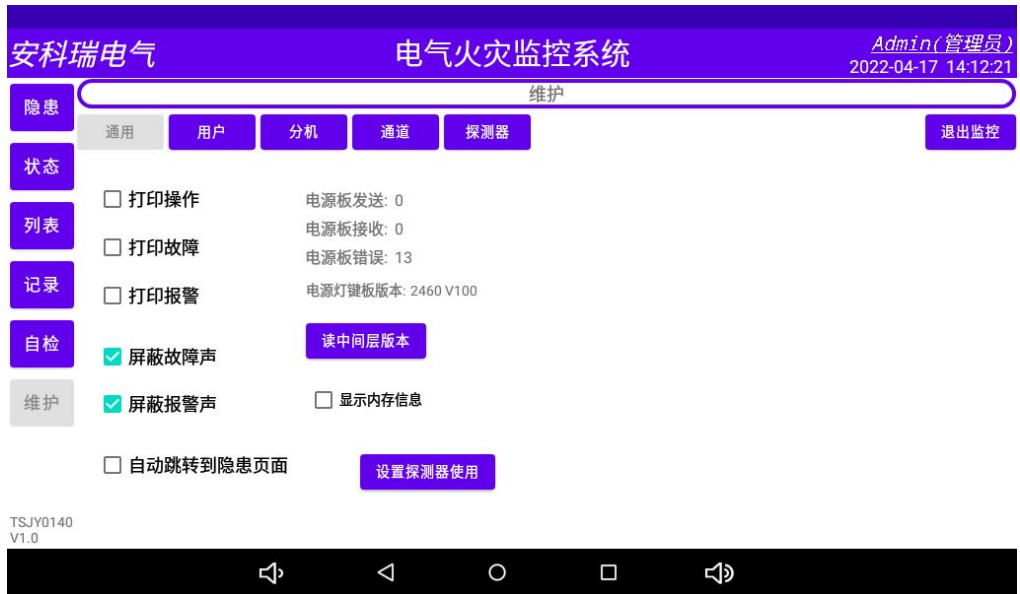 安科瑞电气
电气火灾监控系统
Admin(管理员)
2022-04-17 14:12:21
维护
隐患
状态
列表
记录
自检
维护
通用 用户 分机 通道 探测器 退出监控
打印操作
打印故障
打印报警
屏蔽故障声
屏蔽报警声
自动跳转到隐患页面
电源板发送: 0
电源板接收: 0
电源板错误: 13
电源灯键板版本: 2460 V100
读中间层版本
显示内存信息
设置探测器使用
TSJY0140
V1.0